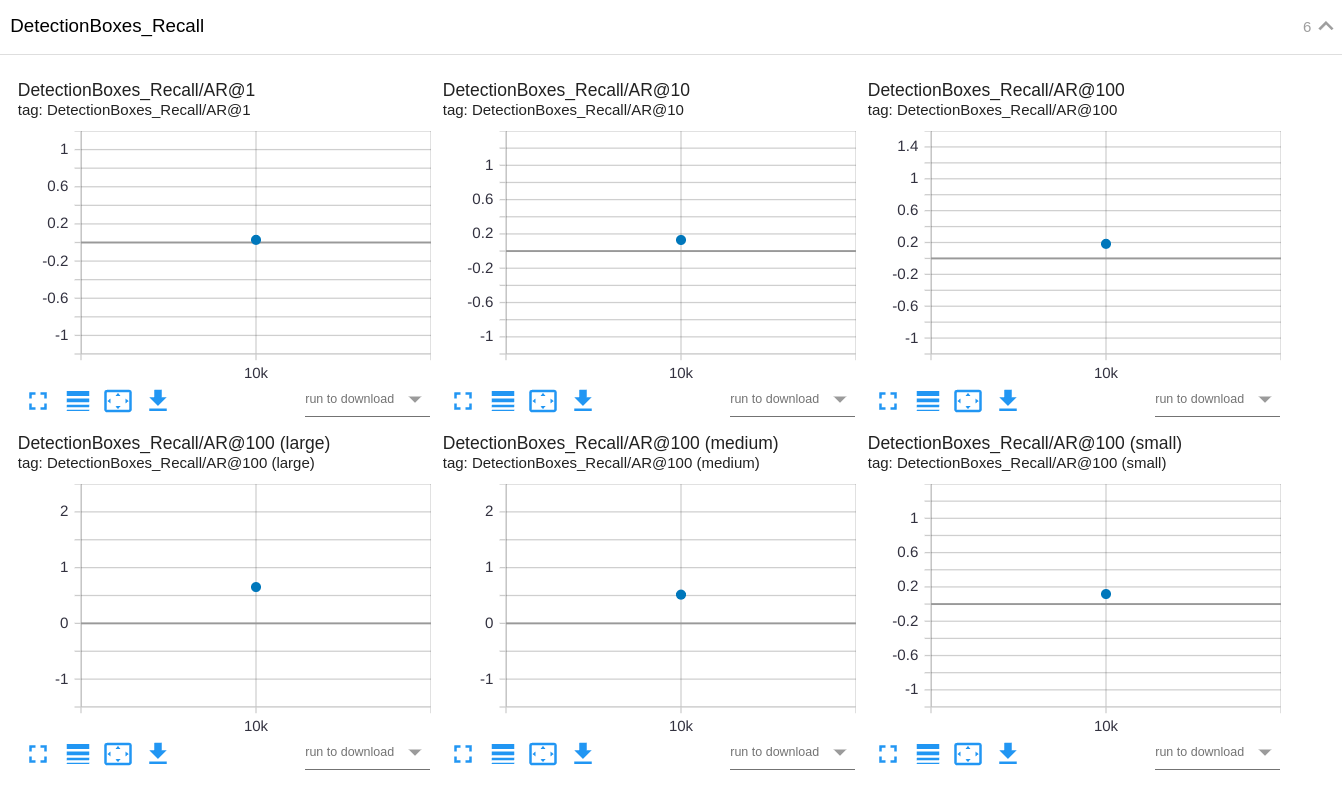 DetectionBoxes_Recall
6
DetectionBoxes_Recall/AR@1
tag: DetectionBoxes_Recall/AR@1
1
0.6
0.2
-0.2
-0.6
-1
10k
run to download
DetectionBoxes_Recall/AR@10
tag: DetectionBoxes_Recall/AR@10
1
0.6
0.2
-0.2
-0.6
-1
10k
run to download
DetectionBoxes_Recall/AR@100
tag: DetectionBoxes_Recall/AR@100
1.4
1
0.6
0.2
-0.2
-0.6
-1
10k
run to download
DetectionBoxes_Recall/AR@100 (large)
tag: DetectionBoxes_Recall/AR@100 (large)
2
1
0
-1
10k
run to download
DetectionBoxes_Recall/AR@100 (medium)
tag: DetectionBoxes_Recall/AR@100 (medium)
2
1
0
-1
10k
run to download
DetectionBoxes_Recall/AR@100 (small)
tag: DetectionBoxes_Recall/AR@100 (small)
1
0.6
0.2
-0.2
-0.6
-1
10k
run to download